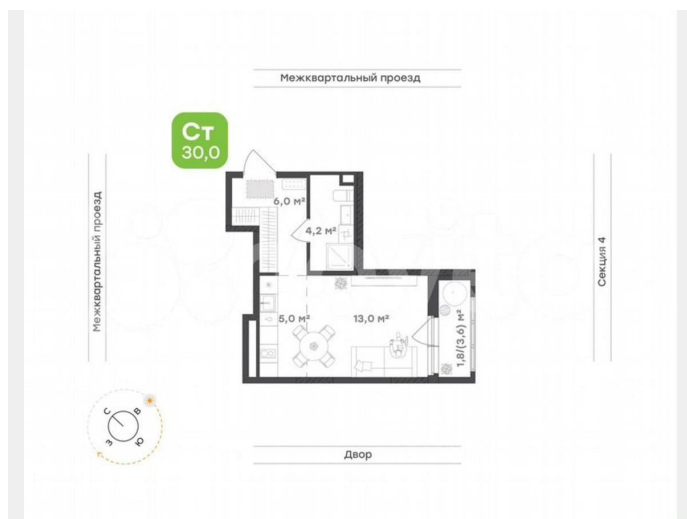 Межквартальный проезд
Ст
30,0
6,0 м²
4,2 м²
Межквартальный проезд
Секция 4
5,0 м²
13,0 м²
1,8/(3,6) м²
С
В
З
Ю
Двор